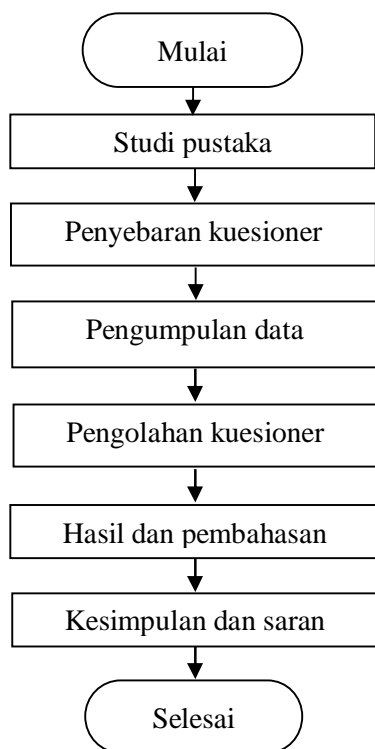 Mulai
Studi pustaka
Penyebaran kuesioner
Pengumpulan data
Pengolahan kuesioner
Hasil dan pembahasan
Kesimpulan dan saran
Selesai